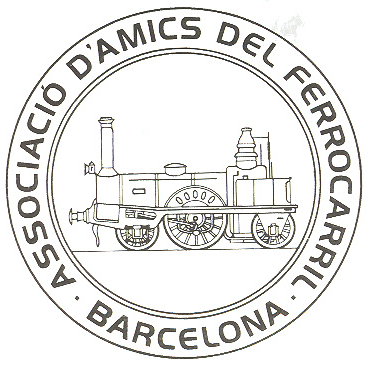 ASSOCIACIÓ D'AMICS DEL FERROCARRIL
· BARCELONA ·